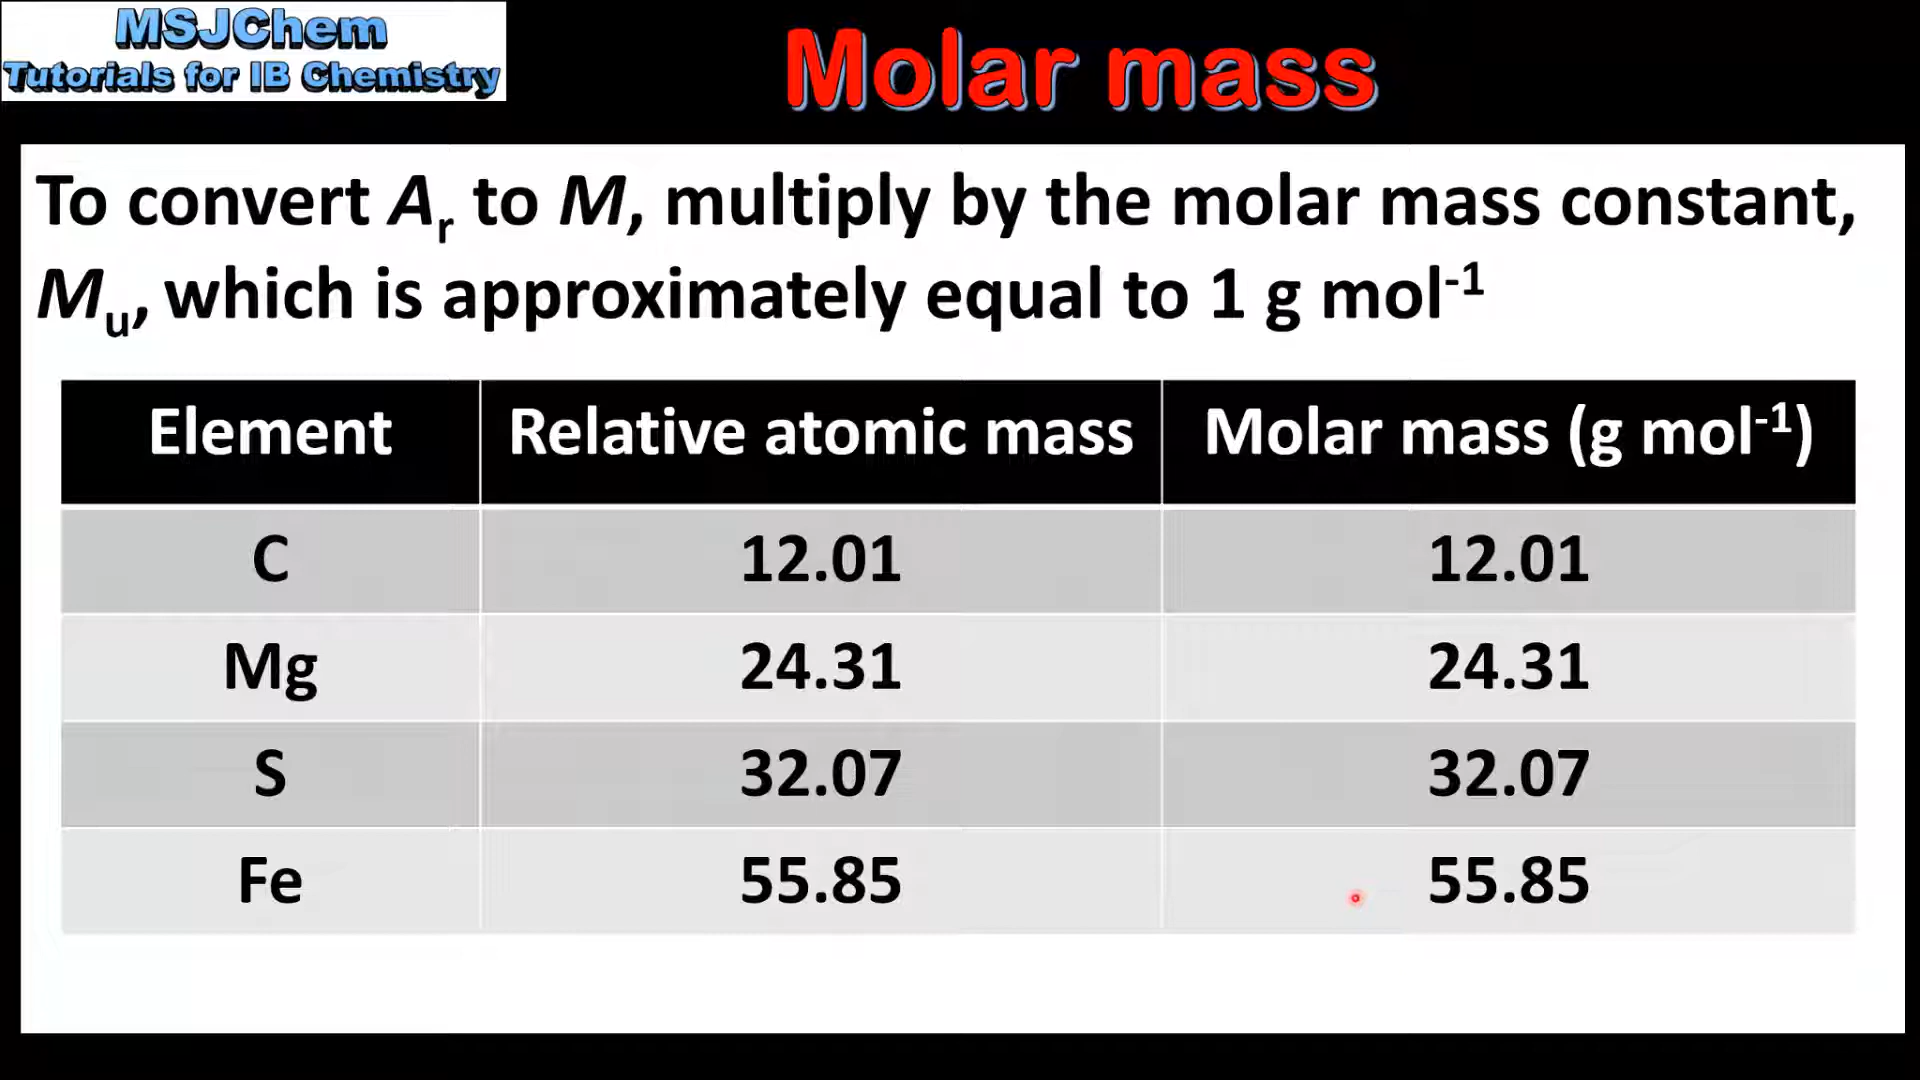 MSJChem
Tutorials for IB Chemistry
Molar mass
To convert Ar to M, multiply by the molar mass constant,
Mu, which is approximately equal to 1 g mol-1
Element Relative atomic mass Molar mass (g mol-1)
C 12.01 12.01
Mg 24.31 24.31
S 32.07 32.07
Fe 55.85 55.85